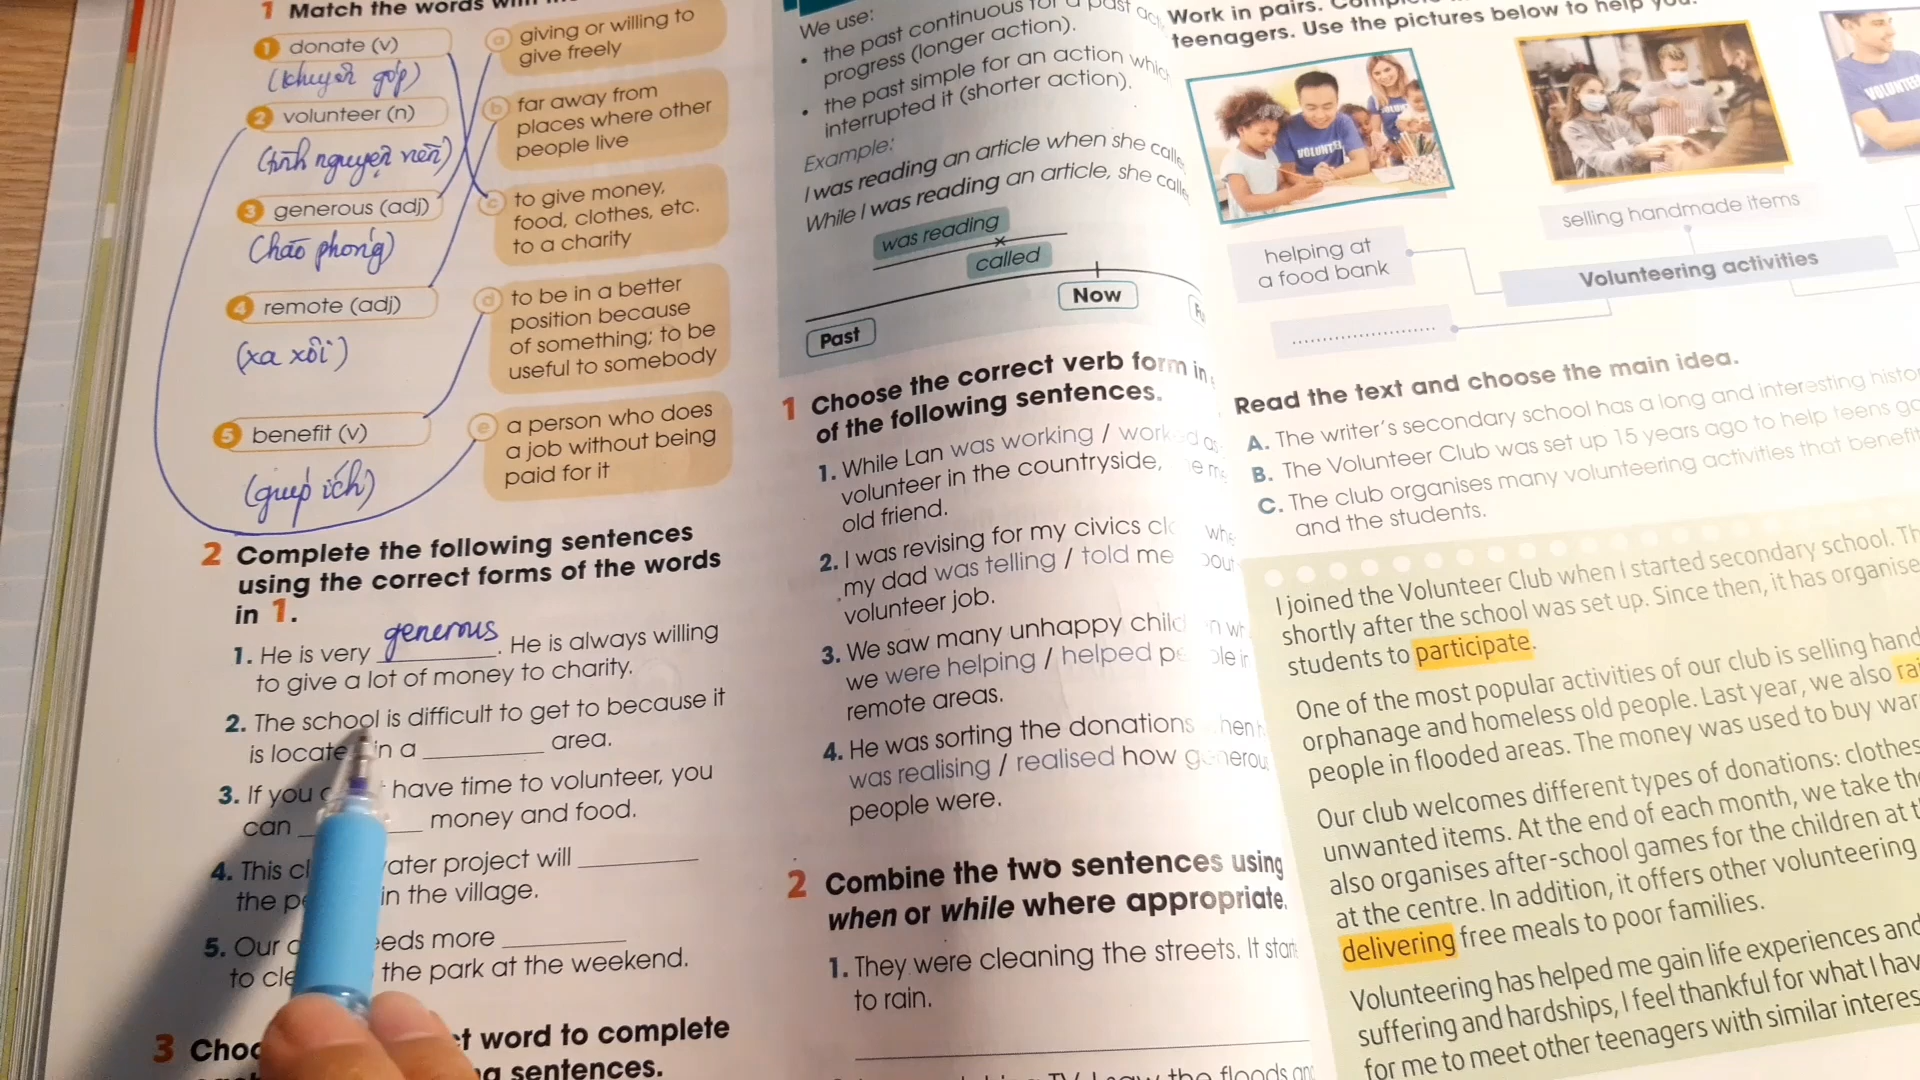 1 Match the words
1 donate (v)
(khuyên góp)
2 volunteer (n)
(tình nguyện viên)
3 generous (adj)
(hào phóng)
4 remote (adj)
(xa xôi)
5 benefit (v)
(giúp ích)
a giving or willing to
give freely
b far away from
places where other
people live
c to give money,
food, clothes, etc.
to a charity
d to be in a better
position because
of something; to be
useful to somebody
e a person who does
a job without being
paid for it
2 Complete the following sentences
using the correct forms of the words
in 1.
1. He is very generous. He is always willing
to give a lot of money to charity.
2. The school is difficult to get to because it
is locate in a ________ area.
3. If you have time to volunteer, you
can ________ money and food.
4. This ater project will ________
the in the village.
5. Our eeds more ________
to the park at the weekend.
3 word to complete
sentences.
We use:
• the past continuous for a past
progress (longer action).
• the past simple for an action which
interrupted it (shorter action).
Example:
I was reading an article when she
While I was reading an article, she
was reading
called
Now
Past
1 Choose the correct verb form in
of the following sentences.
1. While Lan was working / worked
volunteer in the countryside,
old friend.
2. I was revising for my civics
my dad was telling / told me
volunteer job.
3. We saw many unhappy
we were helping / helped
remote areas.
4. He was sorting the donations
was realising / realised how
people were.
2 Combine the two sentences using
when or while where appropriate.
1. They were cleaning the streets. It
to rain.
Work in pairs.
teenagers. Use the pictures below to help you.
VOLUNTEER
helping at
a food bank
selling handmade items
Volunteering activities
....................
Read the text and choose the main idea.
A. The writer's secondary school has a long and interesting
B. The Volunteer Club was set up 15 years ago to help teens
C. The club organises many volunteering activities that
and the students.
I joined the Volunteer Club when I started secondary school.
shortly after the school was set up. Since then, it has
students to participate.
One of the most popular activities of our club is selling
orphanage and homeless old people. Last year, we also
people in flooded areas. The money was used to buy
Our club welcomes different types of donations: clothes
unwanted items. At the end of each month, we take
also organises after-school games for the children at
at the centre. In addition, it offers other volunteering
delivering free meals to poor families.
Volunteering has helped me gain life experiences and
suffering and hardships, I feel thankful for what I
for me to meet other teenagers with similar